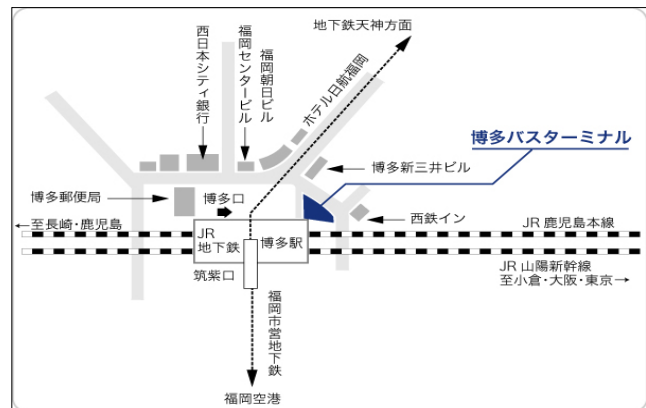 地下鉄天神方面
西日本シティ銀行
福岡センタービル
福岡朝日ビル
ホテル日航福岡
博多バスターミナル
博多新三井ビル
博多郵便局
博多口
西鉄イン
←至長崎・鹿児島
JR 鹿児島本線
JR
地下鉄
博多駅
筑紫口
JR 山陽新幹線
至小倉・大阪・東京→
福岡市営地下鉄
福岡空港